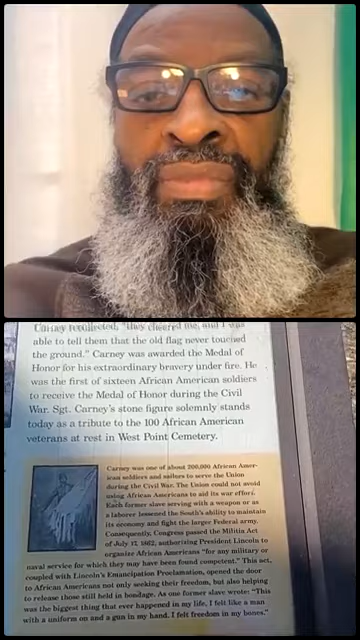 Carney recollected, "they cheered me, and I was
able to tell them that the old flag never touched
the ground." Carney was awarded the Medal of
Honor for his extraordinary bravery under fire. He
was the first of sixteen African American soldiers
to receive the Medal of Honor during the Civil
War. Sgt. Carney's stone figure solemnly stands
today as a tribute to the 100 African American
veterans at rest in West Point Cemetery.
Carney was one of about 200,000 African Amer-
ican soldiers and sailors to serve the Union
during the Civil War. The Union could not avoid
using African Americans to aid its war effort.
Each former slave serving with a weapon or as
a laborer lessened the South's ability to maintain
its economy and fight the larger Federal army.
Consequently, Congress passed the Militia Act
of July 17, 1862, authorizing President Lincoln to
organize African Americans "for any military or
naval service for which they may have been found competent." This act,
coupled with Lincoln's Emancipation Proclamation, opened the door
to African Americans not only seeking their freedom, but also helping
to release those still held in bondage. As one former slave wrote: "This
was the biggest thing that ever happened in my life, I felt like a man
with a uniform on and a gun in my hand. I felt freedom in my bones."